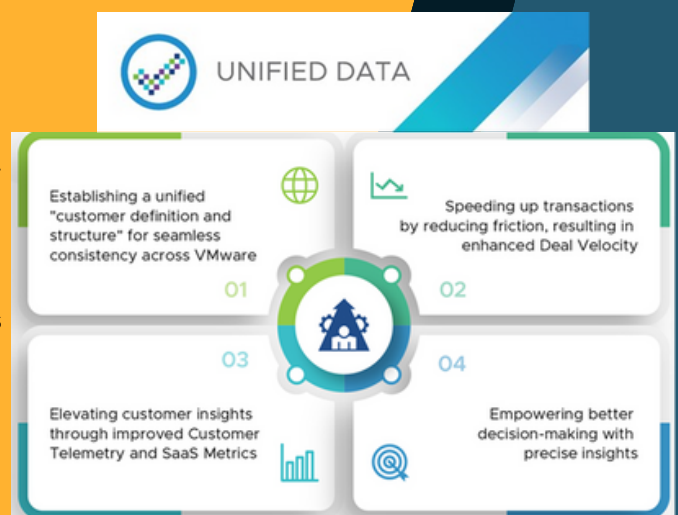 UNIFIED DATA
Establishing a unified
"customer definition and
structure" for seamless
consistency across VMware
01
Speeding up transactions
by reducing friction, resulting in
enhanced Deal Velocity
02
03
Elevating customer insights
through improved Customer
Telemetry and SaaS Metrics
04
Empowering better
decision-making with
precise insights